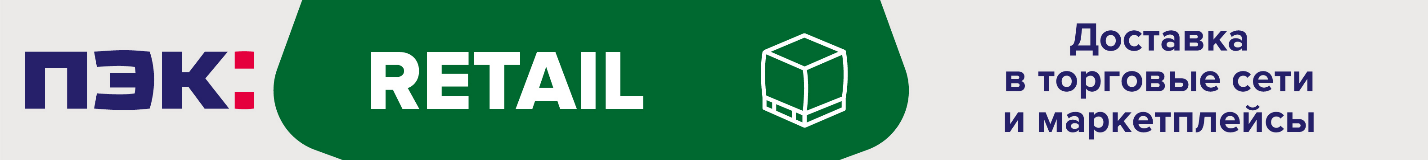 ПЭК:
RETAIL
Доставка
в торговые сети
и маркетплейсы